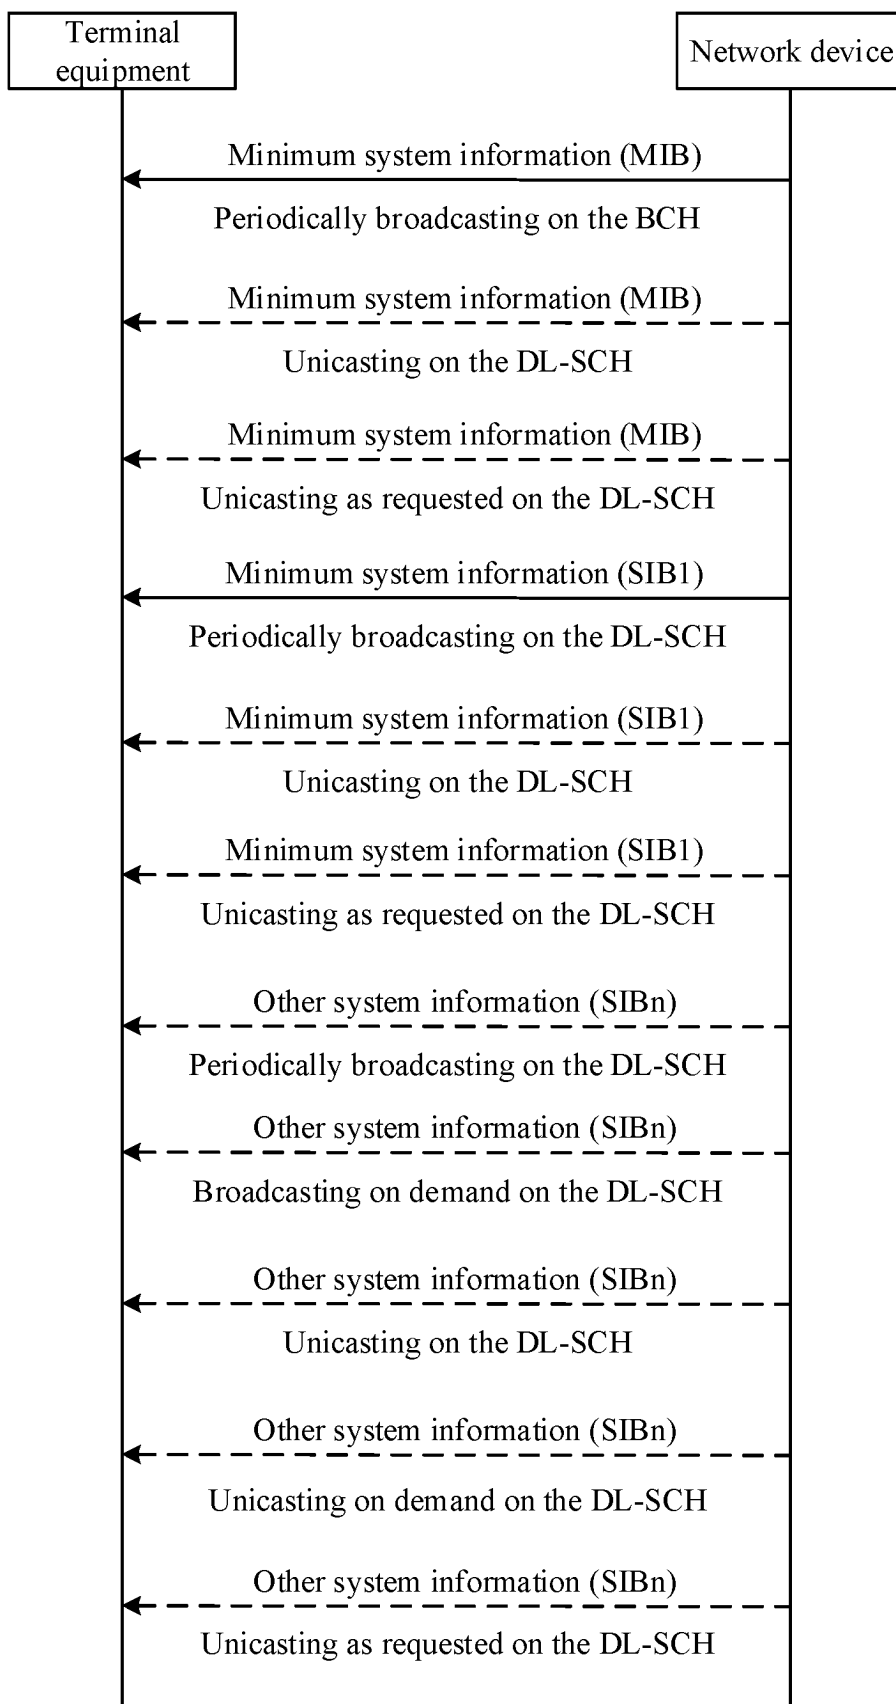 Terminal
equipment
Network device
Minimum system information (MIB)
Periodically broadcasting on the BCH
Minimum system information (MIB)
Unicasting on the DL-SCH
Minimum system information (MIB)
Unicasting as requested on the DL-SCH
Minimum system information (SIB1)
Periodically broadcasting on the DL-SCH
Minimum system information (SIB1)
Unicasting on the DL-SCH
Minimum system information (SIB1)
Unicasting as requested on the DL-SCH
Other system information (SIBn)
Periodically broadcasting on the DL-SCH
Other system information (SIBn)
Broadcasting on demand on the DL-SCH
Other system information (SIBn)
Unicasting on the DL-SCH
Other system information (SIBn)
Unicasting on demand on the DL-SCH
Other system information (SIBn)
Unicasting as requested on the DL-SCH